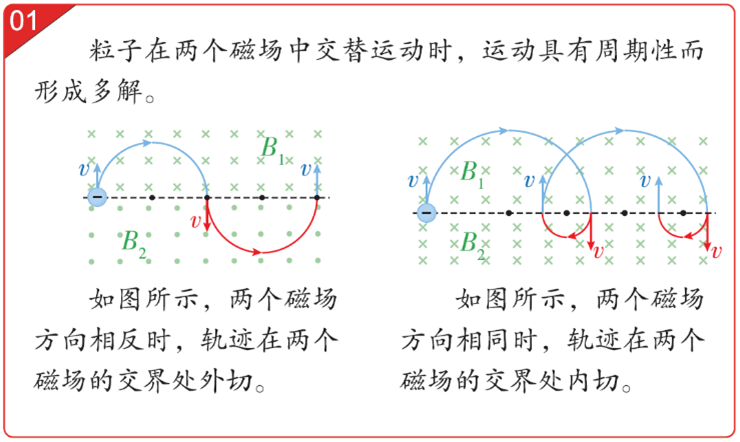 01
粒子在两个磁场中交替运动时，运动具有周期性而
形成多解。
v
B1
v
v
B2
v
B1
v
v
B2
v
v
如图所示，两个磁场
方向相反时，轨迹在两个
磁场的交界处外切。
如图所示，两个磁场
方向相同时，轨迹在两个
磁场的交界处内切。